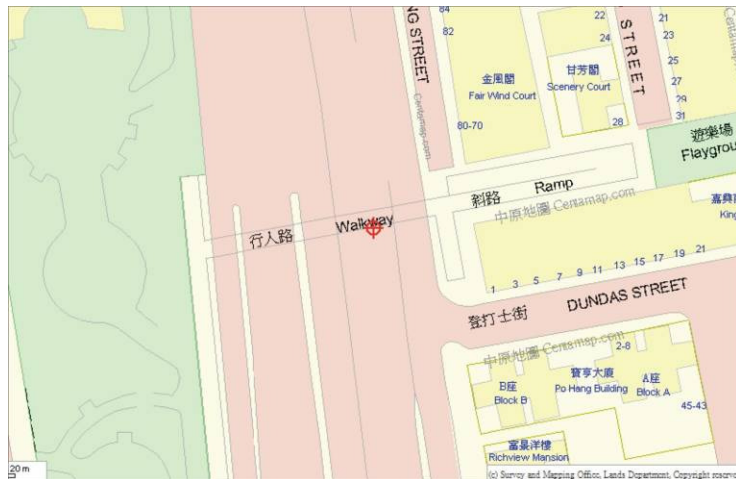 84
82
NG STREET
22
24
STREET
21
23
25
27
29
31
金風閣
Fair Wind Court
甘芳閣
Scenery Court
80-70
28
Centamap.com
遊樂場
Flaygrou
斜路 Ramp
中原地圖 Centamap.com
行人路 Walkway
嘉興
King
1 3 5 7 9 11 13 15 17 19 21
登打士街 DUNDAS STREET
中原地圖 Centamap.com
2-8
B座
Block B
寶亨大廈
Po Hang Building
A座
Block A
45-43
富景洋樓
Richview Mansion
20 m
(c) Survey and Mapping Office, Lands Department, Copyright reserve